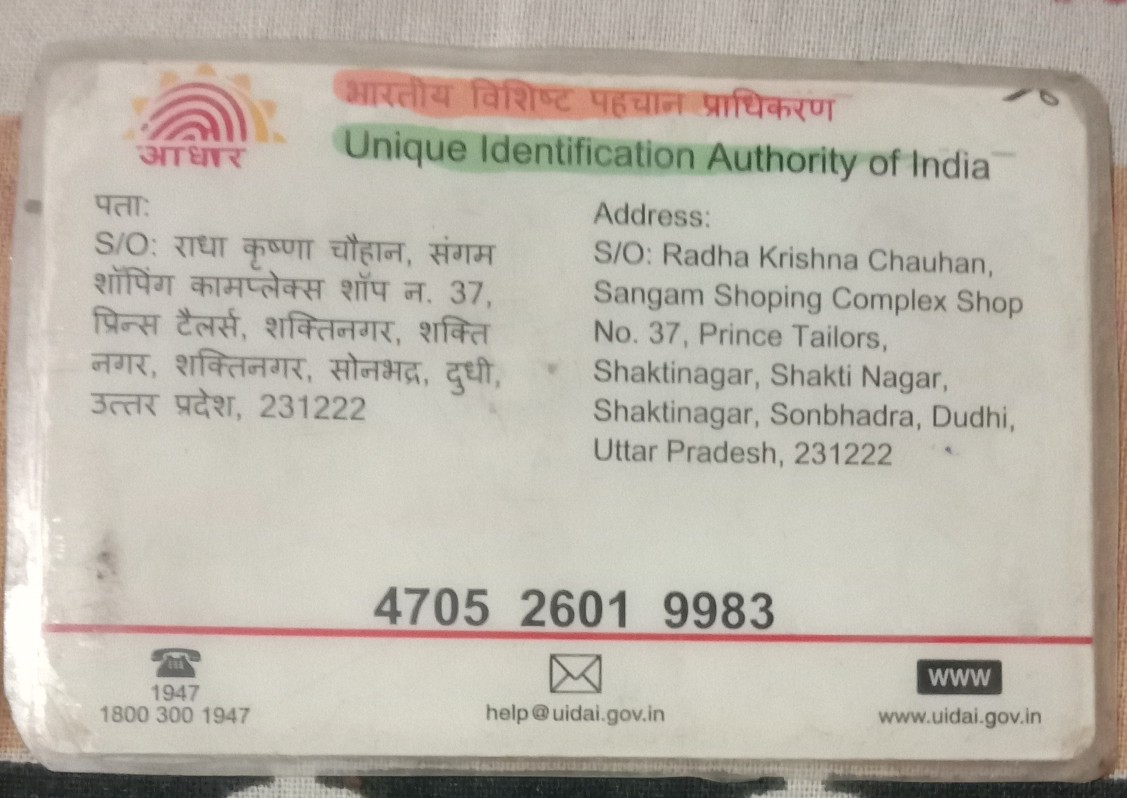 आधार
भारतीय विशिष्ट पहचान प्राधिकरण
Unique Identification Authority of India
पता:
S/O: राधा कृष्णा चौहान, संगम
शॉपिंग कामप्लेक्स शॉप न. 37,
प्रिन्स टैलर्स, शक्तिनगर, शक्ति
नगर, शक्तिनगर, सोनभद्र, दुधी,
उत्तर प्रदेश, 231222
Address:
S/O: Radha Krishna Chauhan,
Sangam Shoping Complex Shop
No. 37, Prince Tailors,
Shaktinagar, Shakti Nagar,
Shaktinagar, Sonbhadra, Dudhi,
Uttar Pradesh, 231222
4705 2601 9983
1947
1800 300 1947
help@uidai.gov.in
www
www.uidai.gov.in